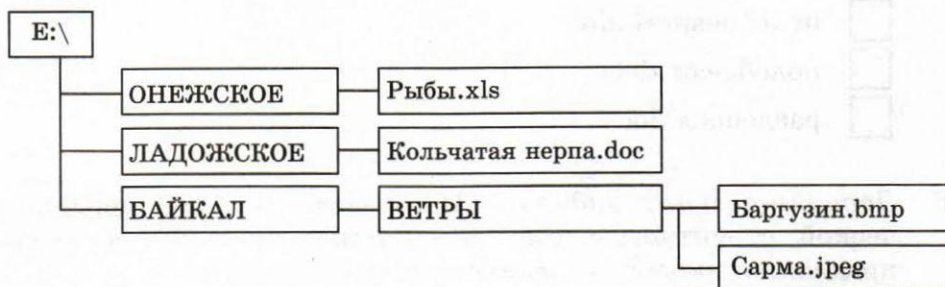 E:\
ОНЕЖСКОЕ Рыбы.xls
ЛАДОЖСКОЕ Кольчатая нерпа.doc
БАЙКАЛ ВЕТРЫ
Баргузин.bmp
Сарма.jpeg